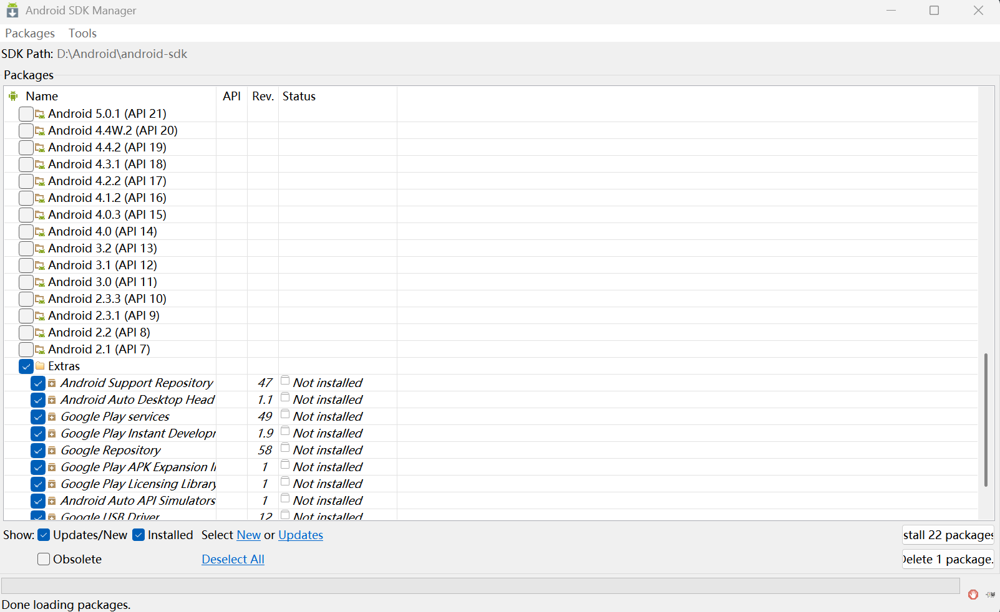 Android SDK Manager
Packages Tools
SDK Path: D:\Android\android-sdk
Packages
Name API Rev. Status
Android 5.0.1 (API 21)
Android 4.4W.2 (API 20)
Android 4.4.2 (API 19)
Android 4.3.1 (API 18)
Android 4.2.2 (API 17)
Android 4.1.2 (API 16)
Android 4.0.3 (API 15)
Android 4.0 (API 14)
Android 3.2 (API 13)
Android 3.1 (API 12)
Android 3.0 (API 11)
Android 2.3.3 (API 10)
Android 2.3.1 (API 9)
Android 2.2 (API 8)
Android 2.1 (API 7)
Extras
Android Support Repository 47 Not installed
Android Auto Desktop Head 1.1 Not installed
Google Play services 49 Not installed
Google Play Instant Developr 1.9 Not installed
Google Repository 58 Not installed
Google Play APK Expansion 1 Not installed
Google Play Licensing Library 1 Not installed
Android Auto API Simulators 1 Not installed
Google USB Driver 12 Not installed
Show: Updates/New Installed Select New or Updates
stall 22 packages
Obsolete Deselect All
elete 1 package.
Done loading packages.